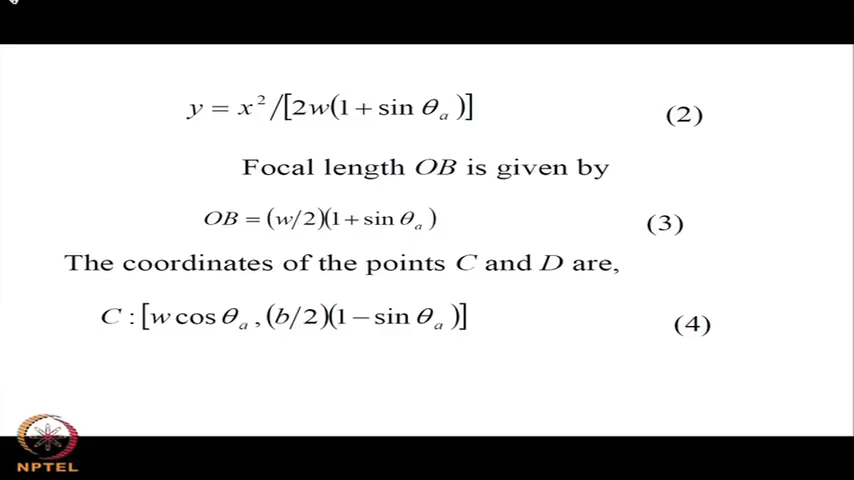 y = x²/[2w(1 + sin θₐ)] (2)
Focal length OB is given by
OB = (w/2)(1 + sin θₐ) (3)
The coordinates of the points C and D are,
C : [w cos θₐ , (b/2)(1 − sin θₐ)] (4)
NPTEL